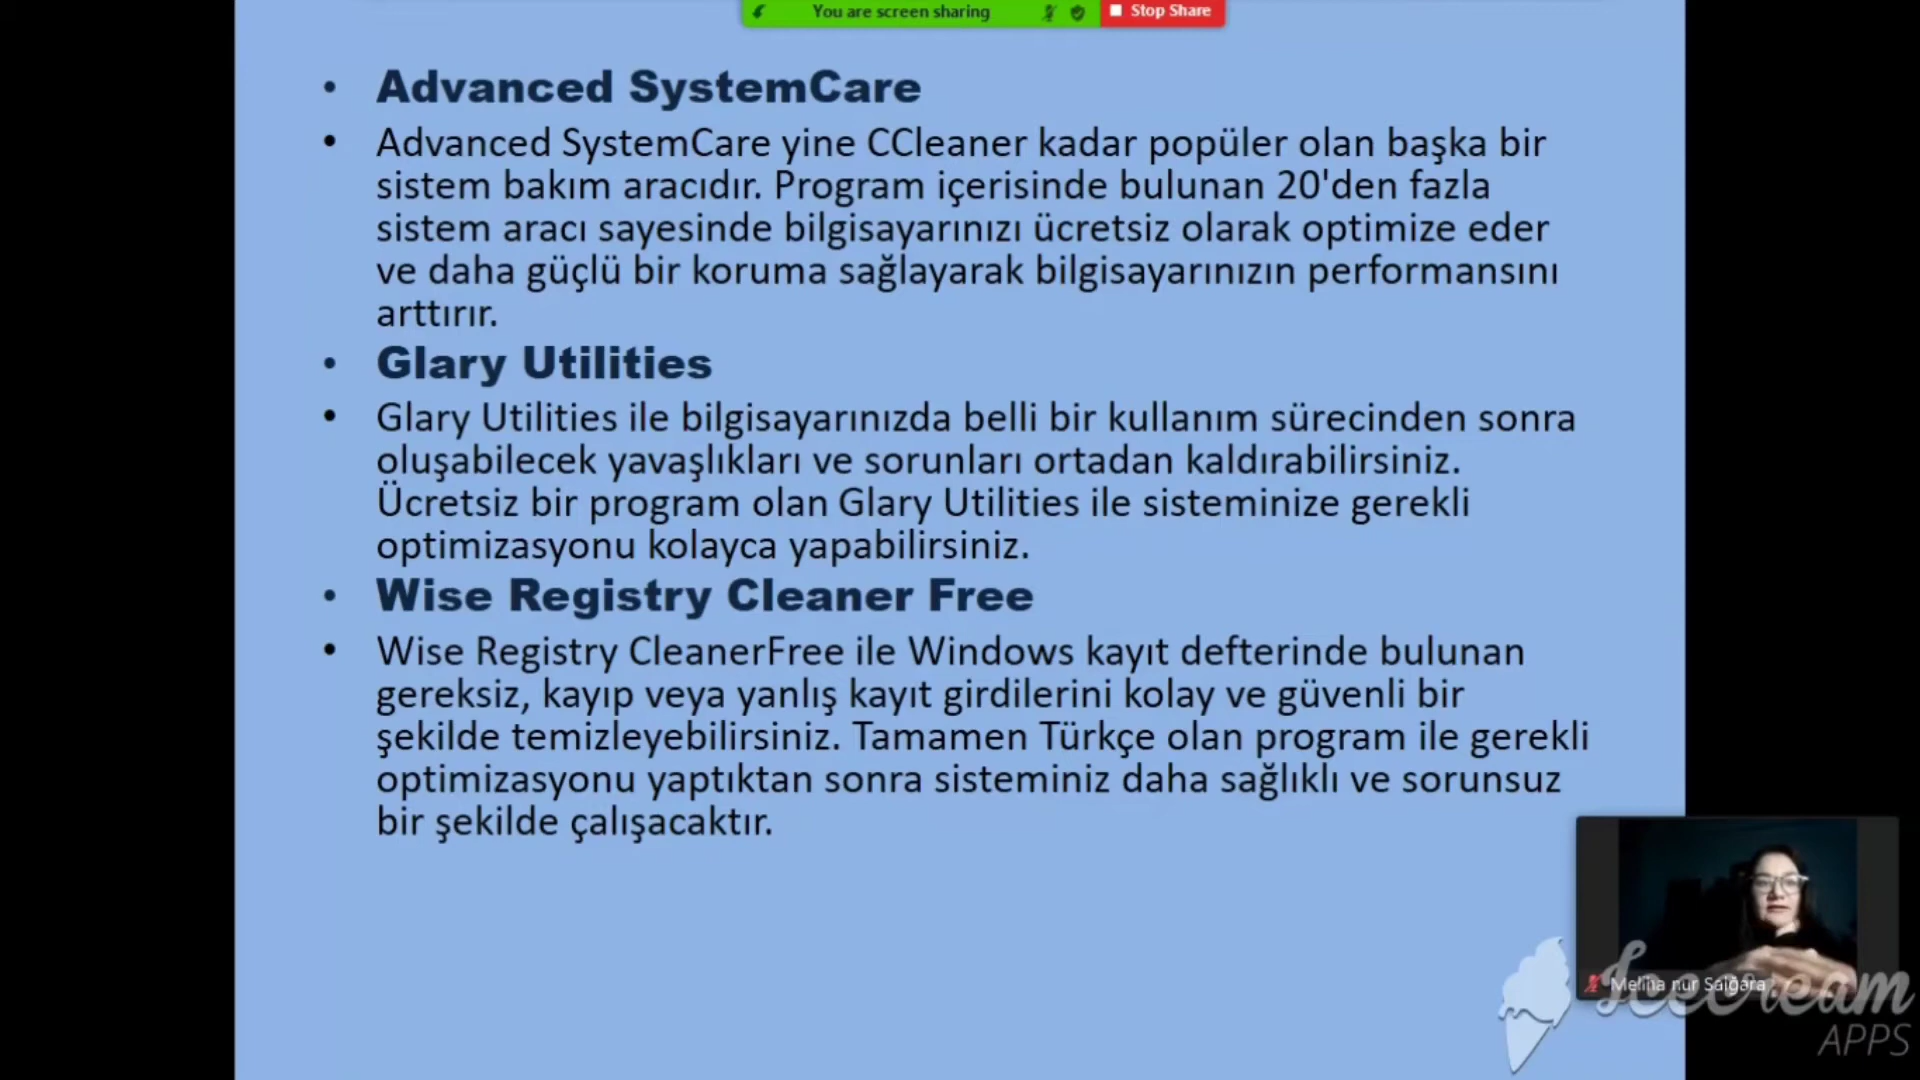 You are screen sharing
Stop Share
• Advanced SystemCare
• Advanced SystemCare yine CCleaner kadar popüler olan başka bir
sistem bakım aracıdır. Program içerisinde bulunan 20'den fazla
sistem aracı sayesinde bilgisayarınızı ücretsiz olarak optimize eder
ve daha güçlü bir koruma sağlayarak bilgisayarınızın performansını
arttırır.
• Glary Utilities
• Glary Utilities ile bilgisayarınızda belli bir kullanım sürecinden sonra
oluşabilecek yavaşlıkları ve sorunları ortadan kaldırabilirsiniz.
Ücretsiz bir program olan Glary Utilities ile sisteminize gerekli
optimizasyonu kolayca yapabilirsiniz.
• Wise Registry Cleaner Free
• Wise Registry CleanerFree ile Windows kayıt defterinde bulunan
gereksiz, kayıp veya yanlış kayıt girdilerini kolay ve güvenli bir
şekilde temizleyebilirsiniz. Tamamen Türkçe olan program ile gerekli
optimizasyonu yaptıktan sonra sisteminiz daha sağlıklı ve sorunsuz
bir şekilde çalışacaktır.
Meliha nur Salğara
Icecream
APPS